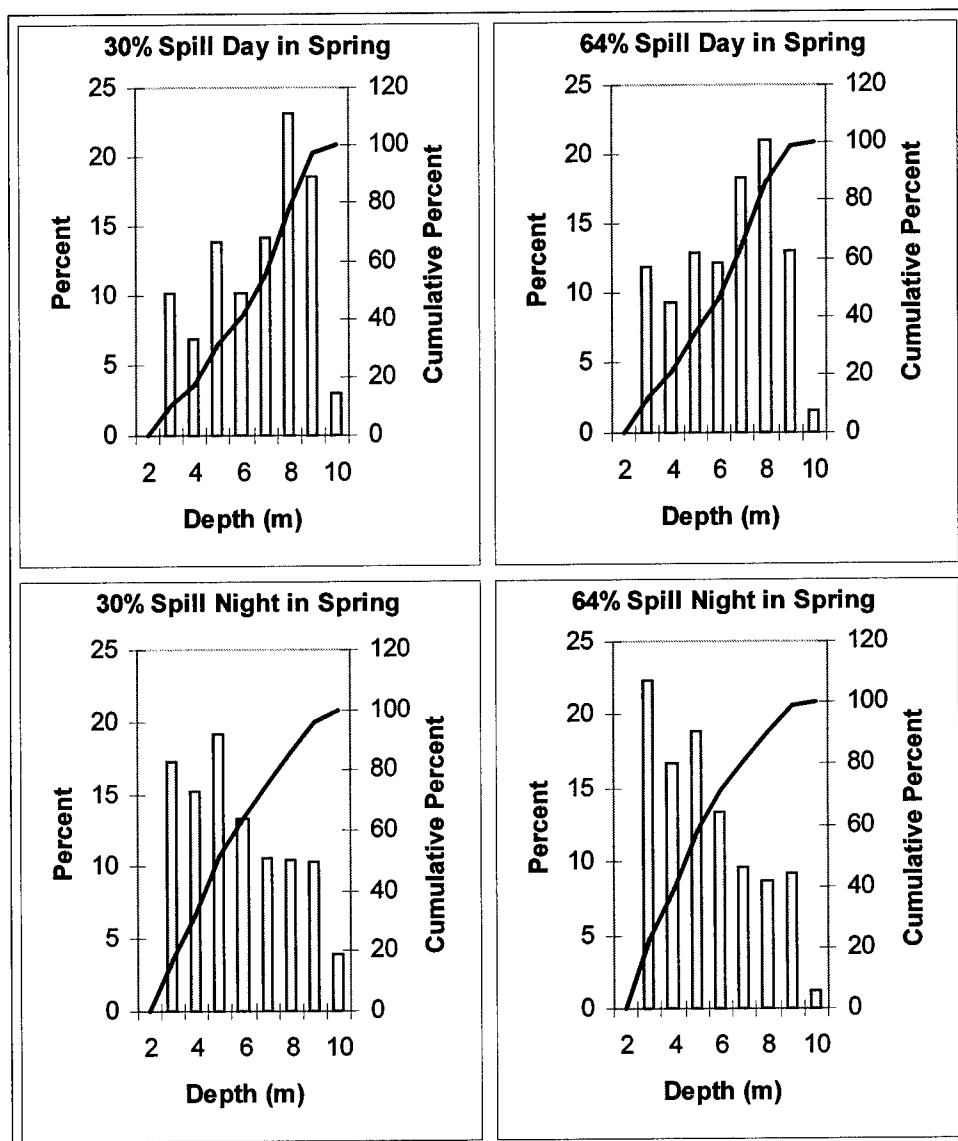 30% Spill Day in Spring
25
20
15
10
5
0
Percent
120
100
80
60
40
20
0
Cumulative Percent
2 4 6 8 10
Depth (m)
64% Spill Day in Spring
25
20
15
10
5
0
Percent
120
100
80
60
40
20
0
Cumulative Percent
2 4 6 8 10
Depth (m)
30% Spill Night in Spring
25
20
15
10
5
0
Percent
120
100
80
60
40
20
0
Cumulative Percent
2 4 6 8 10
Depth (m)
64% Spill Night in Spring
25
20
15
10
5
0
Percent
120
100
80
60
40
20
0
Cumulative Percent
2 4 6 8 10
Depth (m)